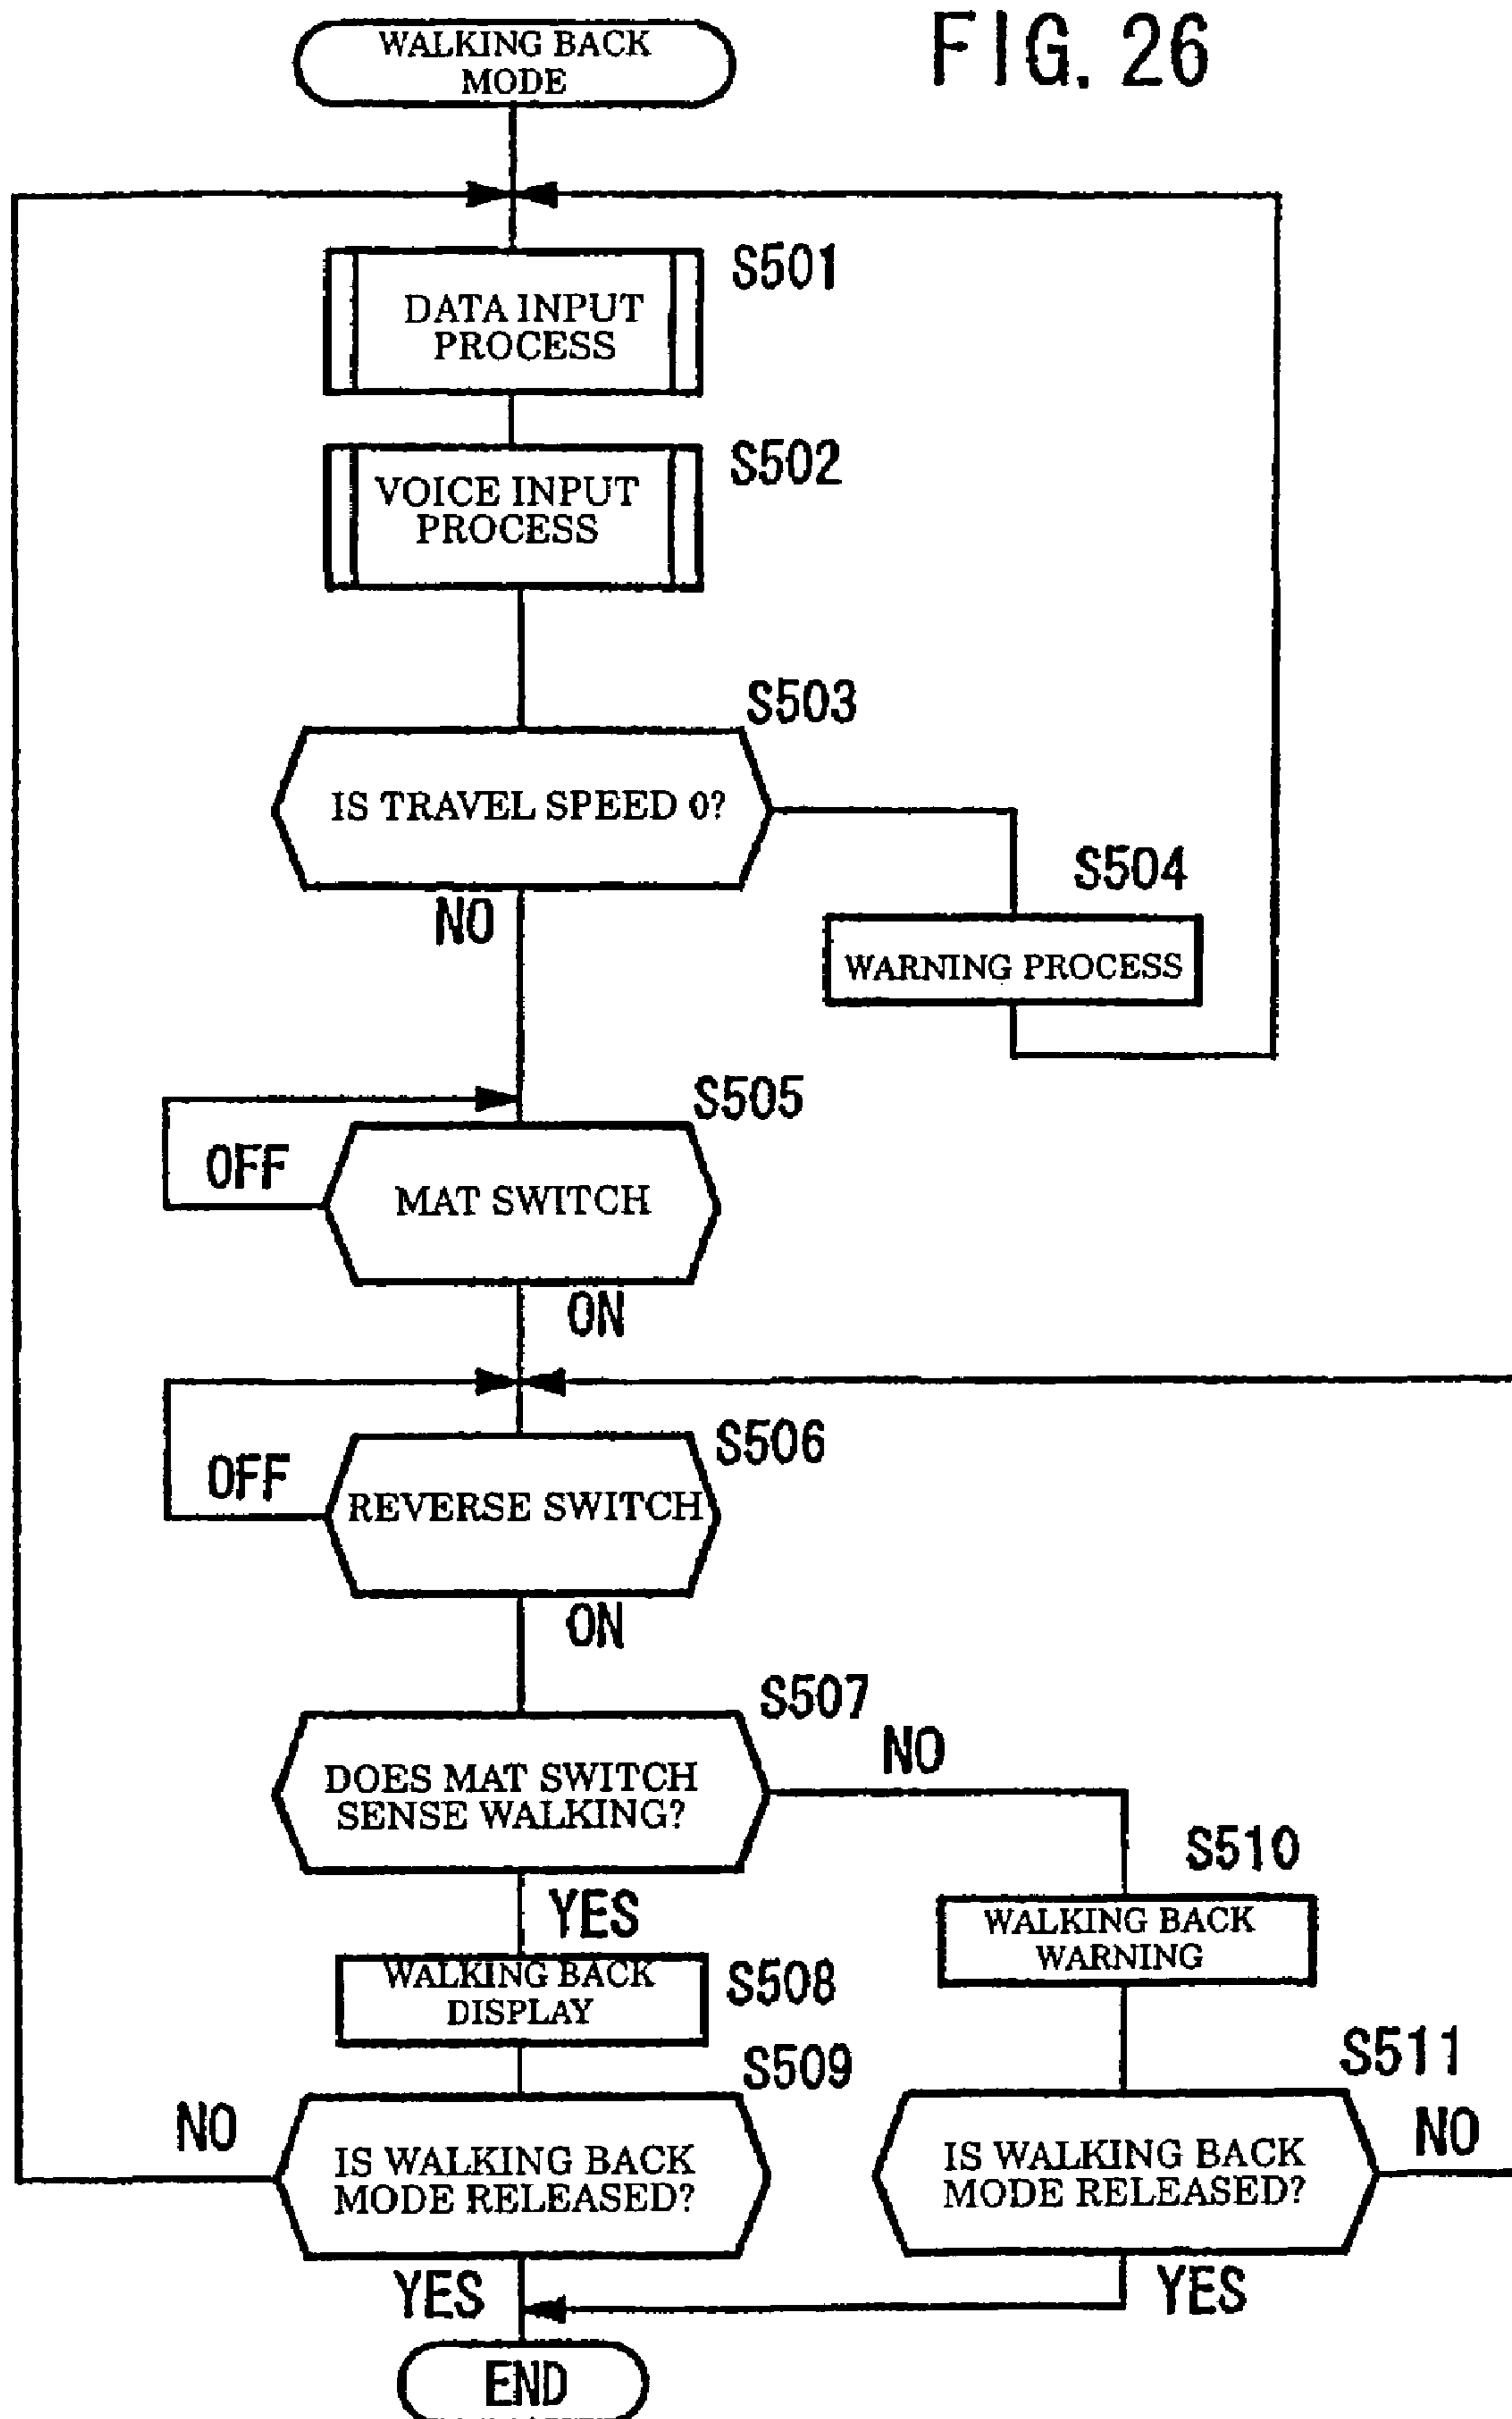 FIG. 26
WALKING BACK
MODE
S501
DATA INPUT
PROCESS
S502
VOICE INPUT
PROCESS
S503
IS TRAVEL SPEED 0?
NO
S504
WARNING PROCESS
S505
OFF
MAT SWITCH
ON
S506
OFF
REVERSE SWITCH
ON
S507
DOES MAT SWITCH
SENSE WALKING?
NO
YES
S510
WALKING BACK
WARNING
WALKING BACK
DISPLAY
S508
S509
NO
IS WALKING BACK
MODE RELEASED?
S511
IS WALKING BACK
MODE RELEASED?
NO
YES
YES
END